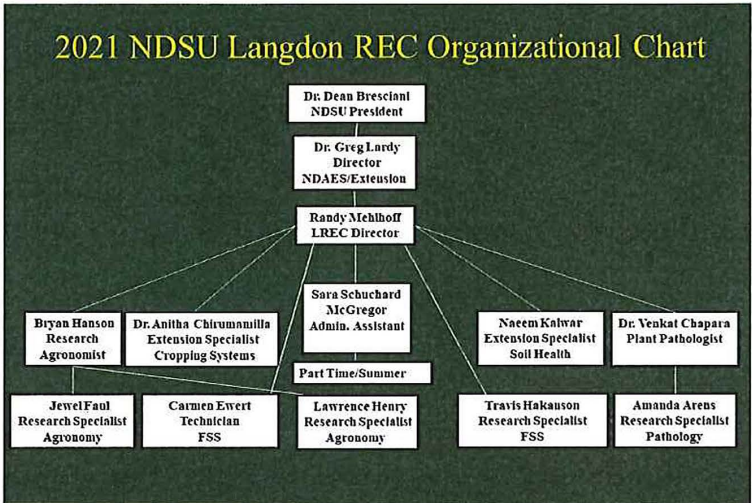 2021 NDSU Langdon REC Organizational Chart
Dr. Dean Bresciani
NDSU President
Dr. Greg Lardy
Director
NDAES/Extension
Randy Mehlhoff
LREC Director
Bryan Hanson
Research
Agronomist
Dr. Anitha Chirumamilla
Extension Specialist
Cropping Systems
Sara Schuchard
McGregor
Admin. Assistant
Naeem Kalwar
Extension Specialist
Soil Health
Dr. Venkat Chapara
Plant Pathologist
Part Time/Summer
Jewel Faul
Research Specialist
Agronomy
Carmen Ewert
Technician
FSS
Lawrence Henry
Research Specialist
Agronomy
Travis Hakanson
Research Specialist
FSS
Amanda Arens
Research Specialist
Pathology